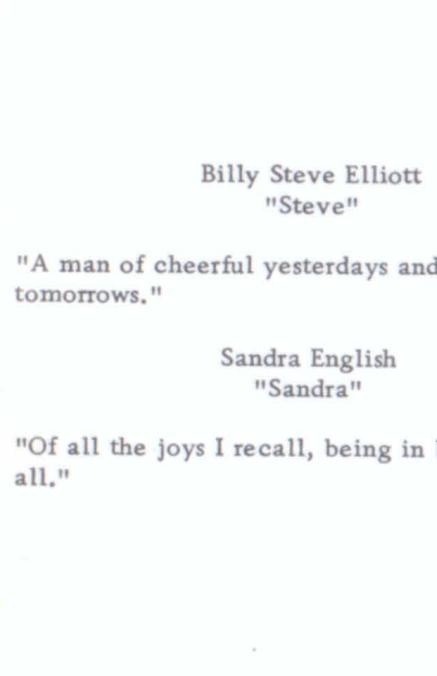 Billy Steve Elliott
"Steve"
"A man of cheerful yesterdays and
tomorrows."
Sandra English
"Sandra"
"Of all the joys I recall, being in
all."